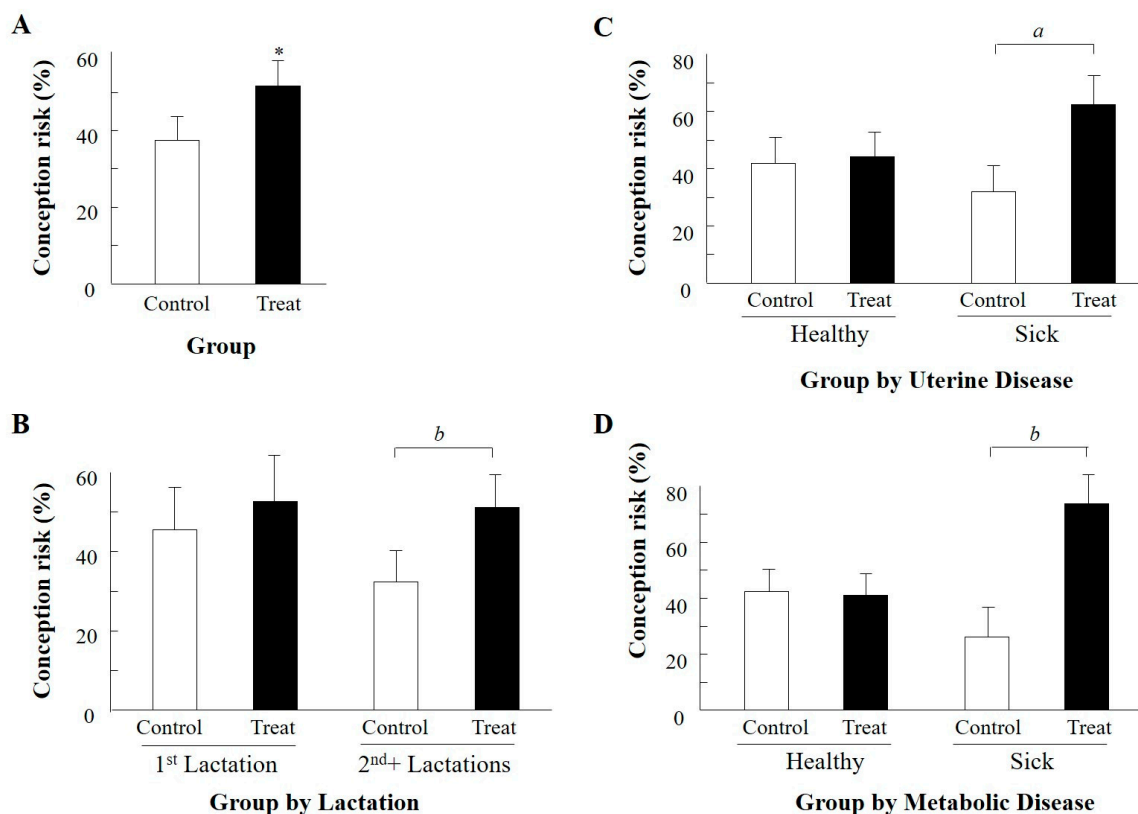 A
Conception risk (%)
60
40
20
0
*
Control Treat
Group
B
Conception risk (%)
60
40
20
0
b
Control Treat Control Treat
1st Lactation 2nd+ Lactations
Group by Lactation
C
Conception risk (%)
80
60
40
20
0
a
Control Treat Control Treat
Healthy Sick
Group by Uterine Disease
D
Conception risk (%)
80
60
40
20
0
b
Control Treat Control Treat
Healthy Sick
Group by Metabolic Disease